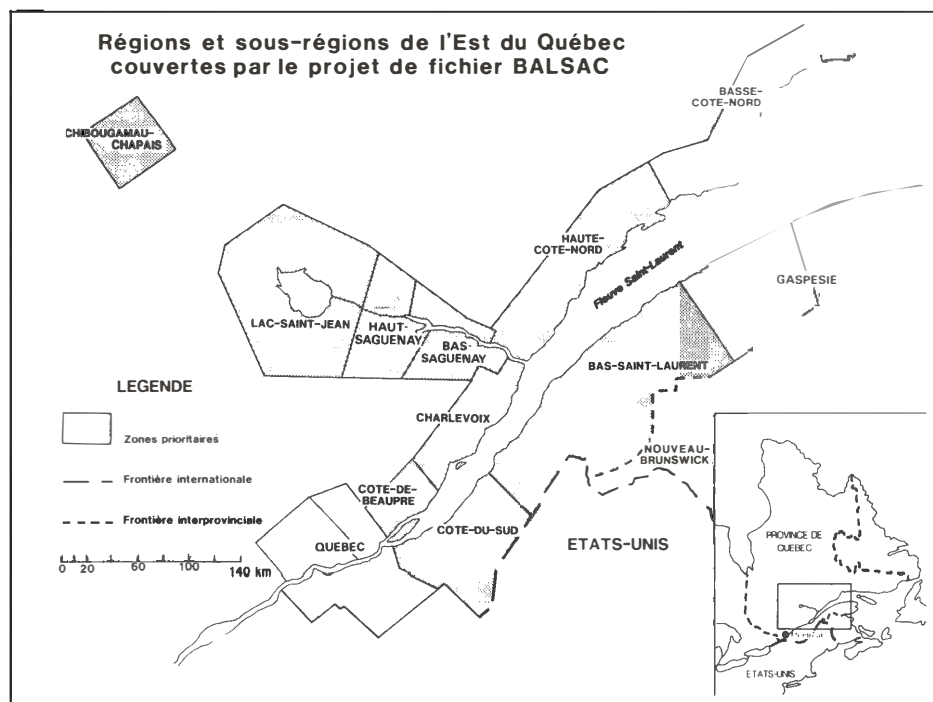 Régions et sous-régions de l'Est du Québec
couvertes par le projet de fichier BALSAC
BASSE-
COTE-NORD
CHIBOUGAMAU-
CHAPAIS
HAUTE-
COTE-NORD
Fleuve Saint-Laurent
GASPESIE
LAC-SAINT-JEAN
HAUT-
SAGUENAY
BAS-
SAGUENAY
BAS-SAINT-LAURENT
CHARLEVOIX
NOUVEAU-
BRUNSWICK
COTE-DE-
BEAUPRE
QUEBEC
COTE-DU-SUD
ETATS-UNIS
LEGENDE
Zones prioritaires
Frontière internationale
Frontière interprovinciale
0 20 60 100 140 km
PROVINCE DE
QUEBEC
Montréal
ETATS-UNIS